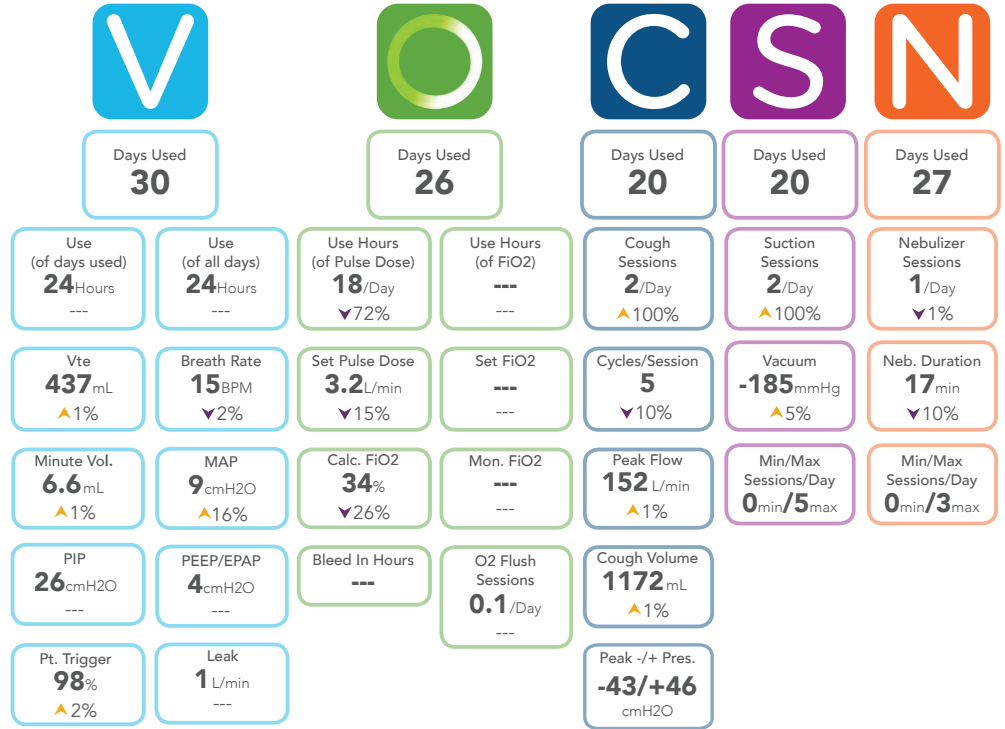 V
O
C
S
N
Days Used
30
Days Used
26
Days Used
20
Days Used
20
Days Used
27
Use
(of days used)
24Hours
---
Use
(of all days)
24Hours
---
Use Hours
(of Pulse Dose)
18/Day
72%
Use Hours
(of FiO2)
---
---
Cough
Sessions
2/Day
100%
Suction
Sessions
2/Day
100%
Nebulizer
Sessions
1/Day
1%
Vte
437mL
1%
Breath Rate
15BPM
2%
Set Pulse Dose
3.2L/min
15%
Set FiO2
---
---
Cycles/Session
5
10%
Vacuum
-185mmHg
5%
Neb. Duration
17min
10%
Minute Vol.
6.6mL
1%
MAP
9cmH2O
16%
Calc. FiO2
34%
26%
Mon. FiO2
---
---
Peak Flow
152 L/min
1%
Min/Max
Sessions/Day
0min/5max
Min/Max
Sessions/Day
0min/3max
PIP
26cmH2O
---
PEEP/EPAP
4cmH2O
---
Bleed In Hours
---
O2 Flush
Sessions
0.1/Day
---
Cough Volume
1172 mL
1%
Pt. Trigger
98%
2%
Leak
1 L/min
---
Peak -/+ Pres.
-43/+46
cmH2O